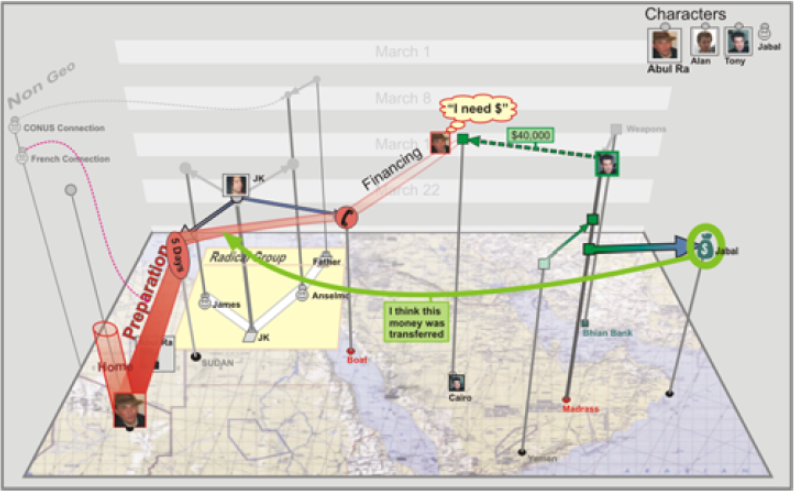 Characters
Abul Ra
Alan
Tony
Jabal
Non Geo
March 1
March 8
March 1
March 22
CONUS Connection
French Connection
"I need $"
$40,000
Weapons
Financing
JK
5 Days
Preparation
Radical Group
Father
James
Anselmo
JK
I think this
money was
transferred
Jabal
Bhian Bank
Home
Ra
SUDAN
Boat
Cairo
Madrass
Yemen
A R A B I A N